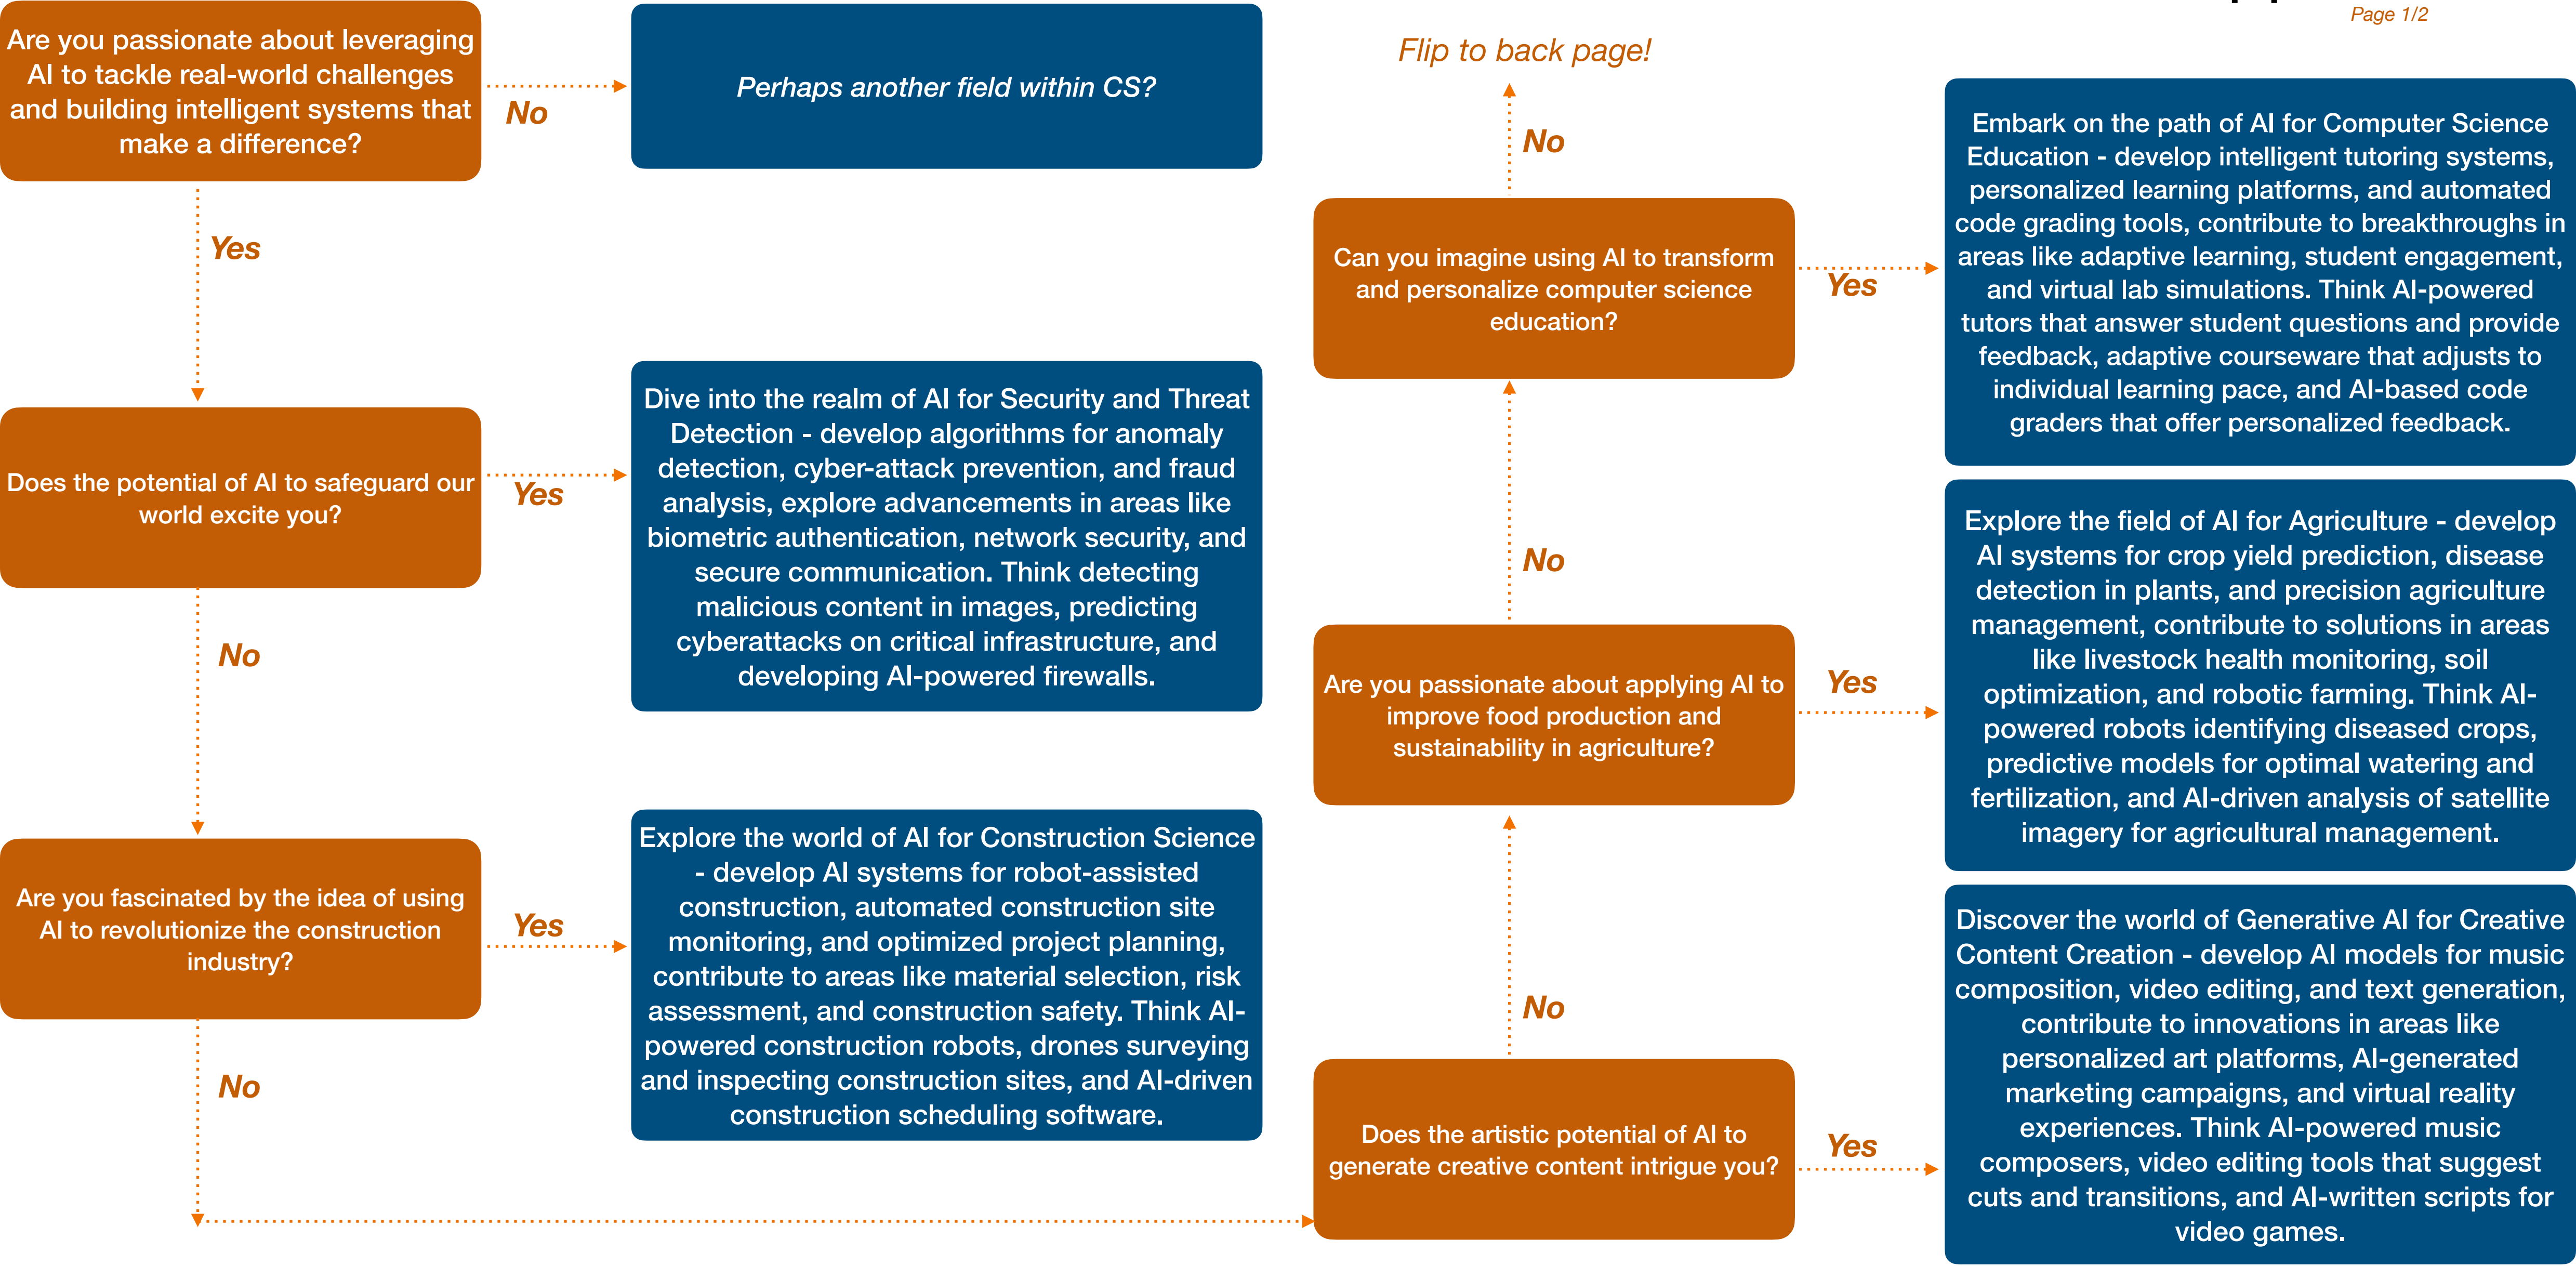 Page 1/2
Are you passionate about leveraging
AI to tackle real-world challenges
and building intelligent systems that
make a difference?
No
Perhaps another field within CS?
Yes
Does the potential of AI to safeguard our
world excite you?
Yes
Dive into the realm of AI for Security and Threat
Detection - develop algorithms for anomaly
detection, cyber-attack prevention, and fraud
analysis, explore advancements in areas like
biometric authentication, network security, and
secure communication. Think detecting
malicious content in images, predicting
cyberattacks on critical infrastructure, and
developing AI-powered firewalls.
No
Are you fascinated by the idea of using
AI to revolutionize the construction
industry?
Yes
Explore the world of AI for Construction Science
- develop AI systems for robot-assisted
construction, automated construction site
monitoring, and optimized project planning,
contribute to areas like material selection, risk
assessment, and construction safety. Think AI-
powered construction robots, drones surveying
and inspecting construction sites, and AI-driven
construction scheduling software.
No
Does the artistic potential of AI to
generate creative content intrigue you?
Yes
Discover the world of Generative AI for Creative
Content Creation - develop AI models for music
composition, video editing, and text generation,
contribute to innovations in areas like
personalized art platforms, AI-generated
marketing campaigns, and virtual reality
experiences. Think AI-powered music
composers, video editing tools that suggest
cuts and transitions, and AI-written scripts for
video games.
No
Are you passionate about applying AI to
improve food production and
sustainability in agriculture?
Yes
Explore the field of AI for Agriculture - develop
AI systems for crop yield prediction, disease
detection in plants, and precision agriculture
management, contribute to solutions in areas
like livestock health monitoring, soil
optimization, and robotic farming. Think AI-
powered robots identifying diseased crops,
predictive models for optimal watering and
fertilization, and AI-driven analysis of satellite
imagery for agricultural management.
No
Can you imagine using AI to transform
and personalize computer science
education?
Yes
Embark on the path of AI for Computer Science
Education - develop intelligent tutoring systems,
personalized learning platforms, and automated
code grading tools, contribute to breakthroughs in
areas like adaptive learning, student engagement,
and virtual lab simulations. Think AI-powered
tutors that answer student questions and provide
feedback, adaptive courseware that adjusts to
individual learning pace, and AI-based code
graders that offer personalized feedback.
No
Flip to back page!